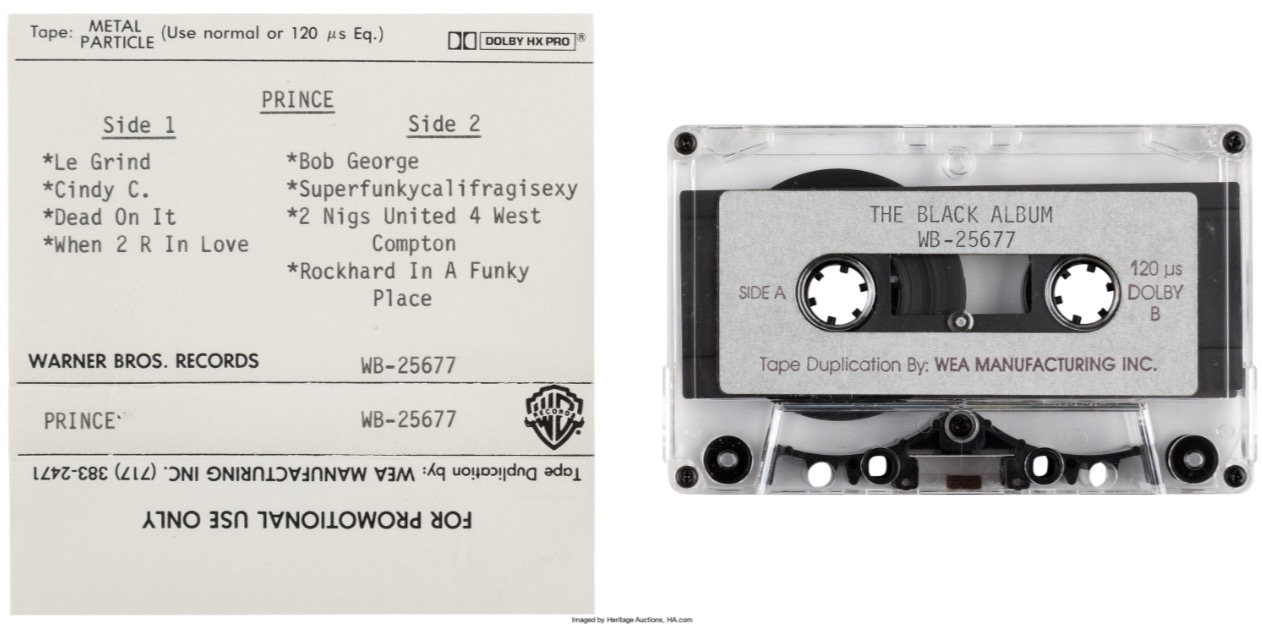 Tape: METAL PARTICLE (Use normal or 120 µs Eq.)
DOLBY HX PRO®
PRINCE
Side 1
*Le Grind
*Cindy C.
*Dead On It
*When 2 R In Love
Side 2
*Bob George
*Superfunkycalifragisexy
*2 Nigs United 4 West
Compton
*Rockhard In A Funky
Place
WARNER BROS. RECORDS WB-25677
PRINCE WB-25677
RECORDS
Tape Duplication by: WEA MANUFACTURING INC. (717) 383-2471
FOR PROMOTIONAL USE ONLY
THE BLACK ALBUM
WB-25677
SIDE A
120 µs
DOLBY
B
Tape Duplication By: WEA MANUFACTURING INC.
Imaged by Heritage Auctions, HA.com